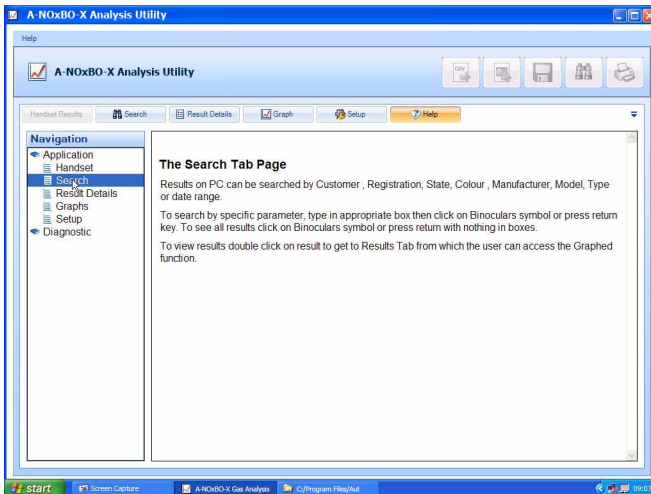 A-NOxBO-X Analysis Utility
Help
A-NOxBO-X Analysis Utility
CSV
Handset Results
Search
Result Details
Graph
Setup
Help
Navigation
Application
Handset
Search
Result Details
Graphs
Setup
Diagnostic
The Search Tab Page
Results on PC can be searched by Customer , Registration, State, Colour , Manufacturer, Model, Type
or date range.
To search by specific parameter, type in appropriate box then click on Binoculars symbol or press return
key. To see all results click on Binoculars symbol or press return with nothing in boxes.
To view results double click on result to get to Results Tab from which the user can access the Graphed
function.
start
Screen Capture
A-NOxBO-X Gas Analysis
C:/Program Files/Aut
09:07